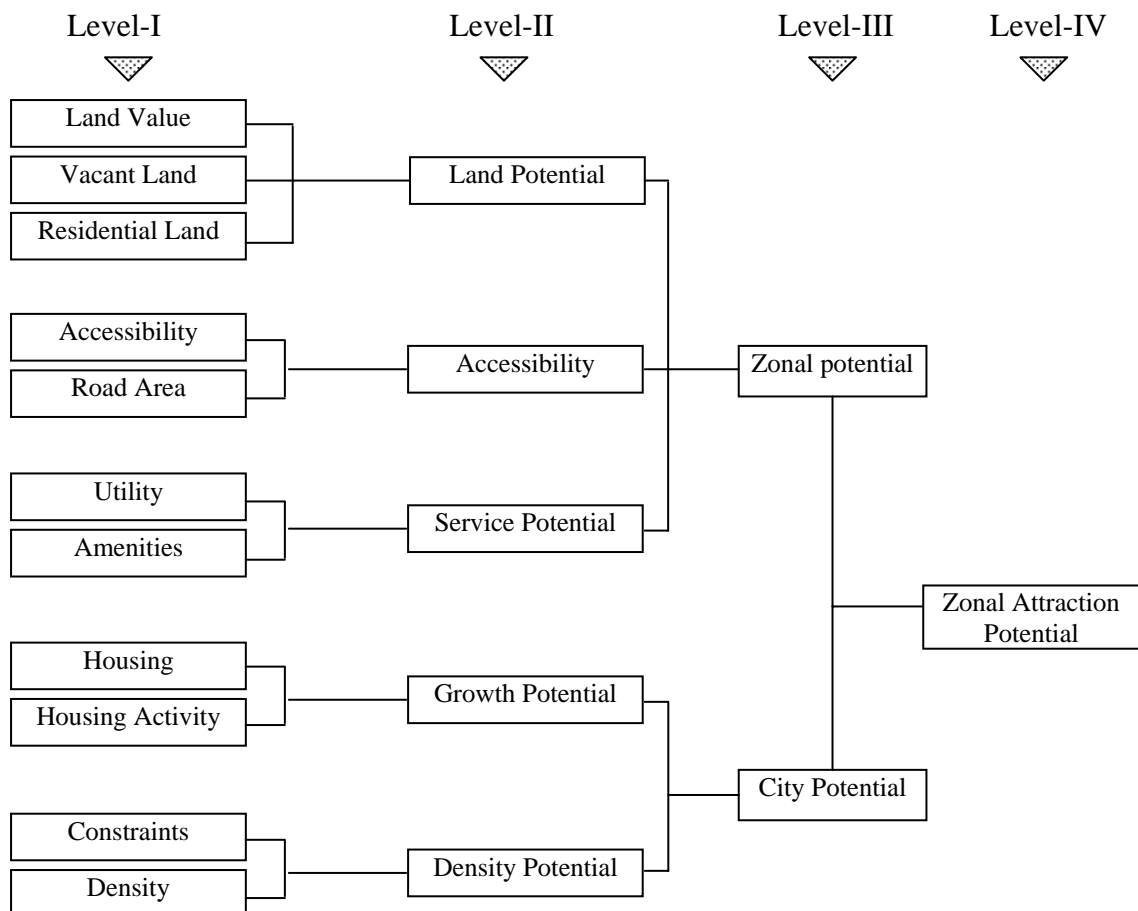 Level-I
Level-II
Level-III
Level-IV
Land Value
Vacant Land
Land Potential
Residential Land
Accessibility
Accessibility
Zonal potential
Road Area
Utility
Service Potential
Amenities
Zonal Attraction
Potential
Housing
Growth Potential
Housing Activity
City Potential
Constraints
Density Potential
Density